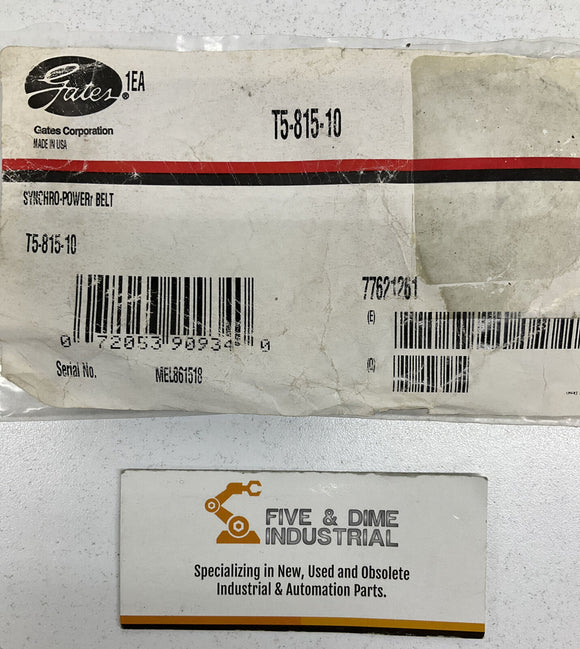 Gates®
1EA
T5-815-10
Gates Corporation
MADE IN USA
SYNCHRO-POWERr BELT
T5-815-10
77621261
0 72053 90934 0
(E)
(Q)
Serial No. MEL861518
FIVE & DIME
INDUSTRIAL
Specializing in New, Used and Obsolete
Industrial & Automation Parts.